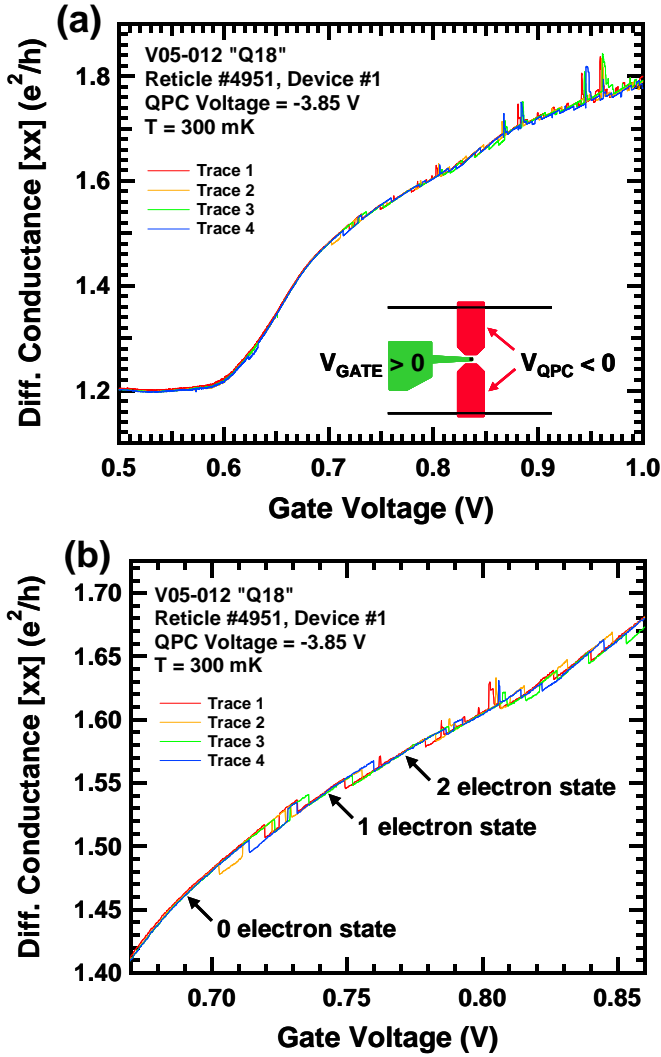 (a)
V05-012 "Q18"
Reticle #4951, Device #1
QPC Voltage = -3.85 V
T = 300 mK
Trace 1
Trace 2
Trace 3
Trace 4
V_GATE > 0
V_QPC < 0
1.8
1.6
1.4
1.2
Diff. Conductance [xx] (e²/h)
0.5 0.6 0.7 0.8 0.9 1.0
Gate Voltage (V)
(b)
V05-012 "Q18"
Reticle #4951, Device #1
QPC Voltage = -3.85 V
T = 300 mK
Trace 1
Trace 2
Trace 3
Trace 4
2 electron state
1 electron state
0 electron state
1.70
1.65
1.60
1.55
1.50
1.45
1.40
Diff. Conductance [xx] (e²/h)
0.70 0.75 0.80 0.85
Gate Voltage (V)